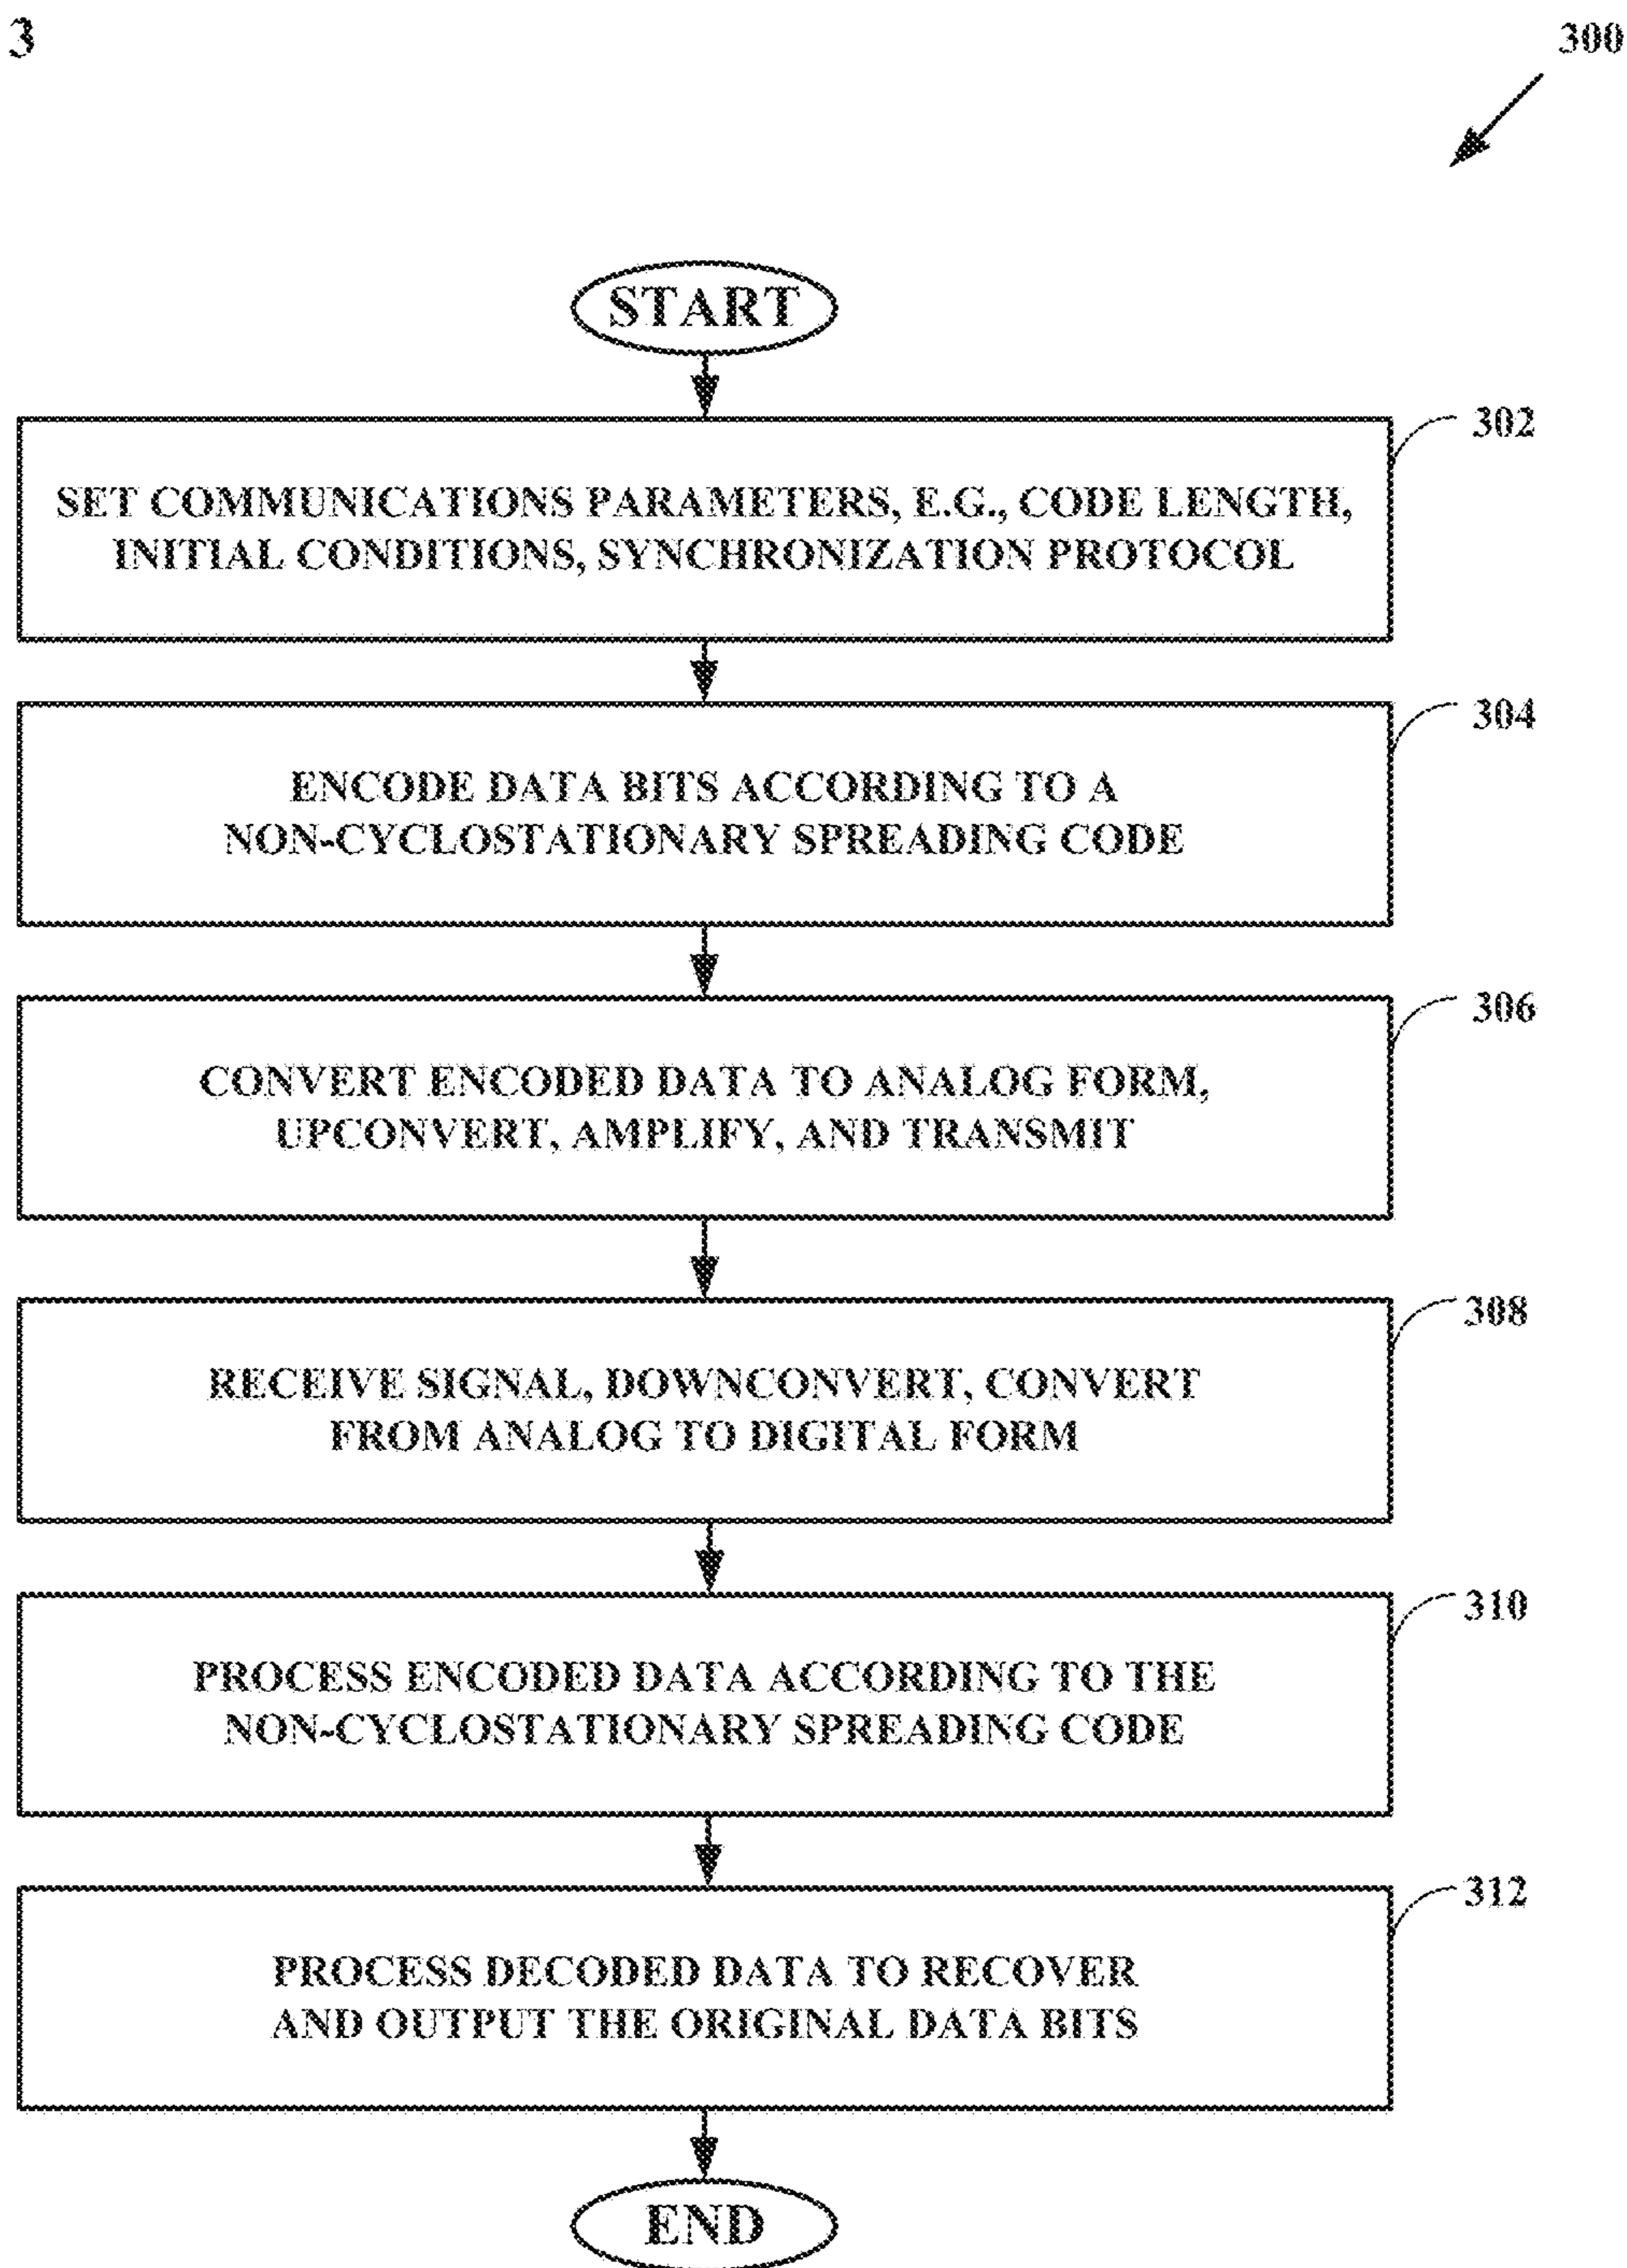 3
300
START
302
SET COMMUNICATIONS PARAMETERS, E.G., CODE LENGTH,
INITIAL CONDITIONS, SYNCHRONIZATION PROTOCOL
304
ENCODE DATA BITS ACCORDING TO A
NON-CYCLOSTATIONARY SPREADING CODE
306
CONVERT ENCODED DATA TO ANALOG FORM,
UPCONVERT, AMPLIFY, AND TRANSMIT
308
RECEIVE SIGNAL, DOWNCONVERT, CONVERT
FROM ANALOG TO DIGITAL FORM
310
PROCESS ENCODED DATA ACCORDING TO THE
NON-CYCLOSTATIONARY SPREADING CODE
312
PROCESS DECODED DATA TO RECOVER
AND OUTPUT THE ORIGINAL DATA BITS
END